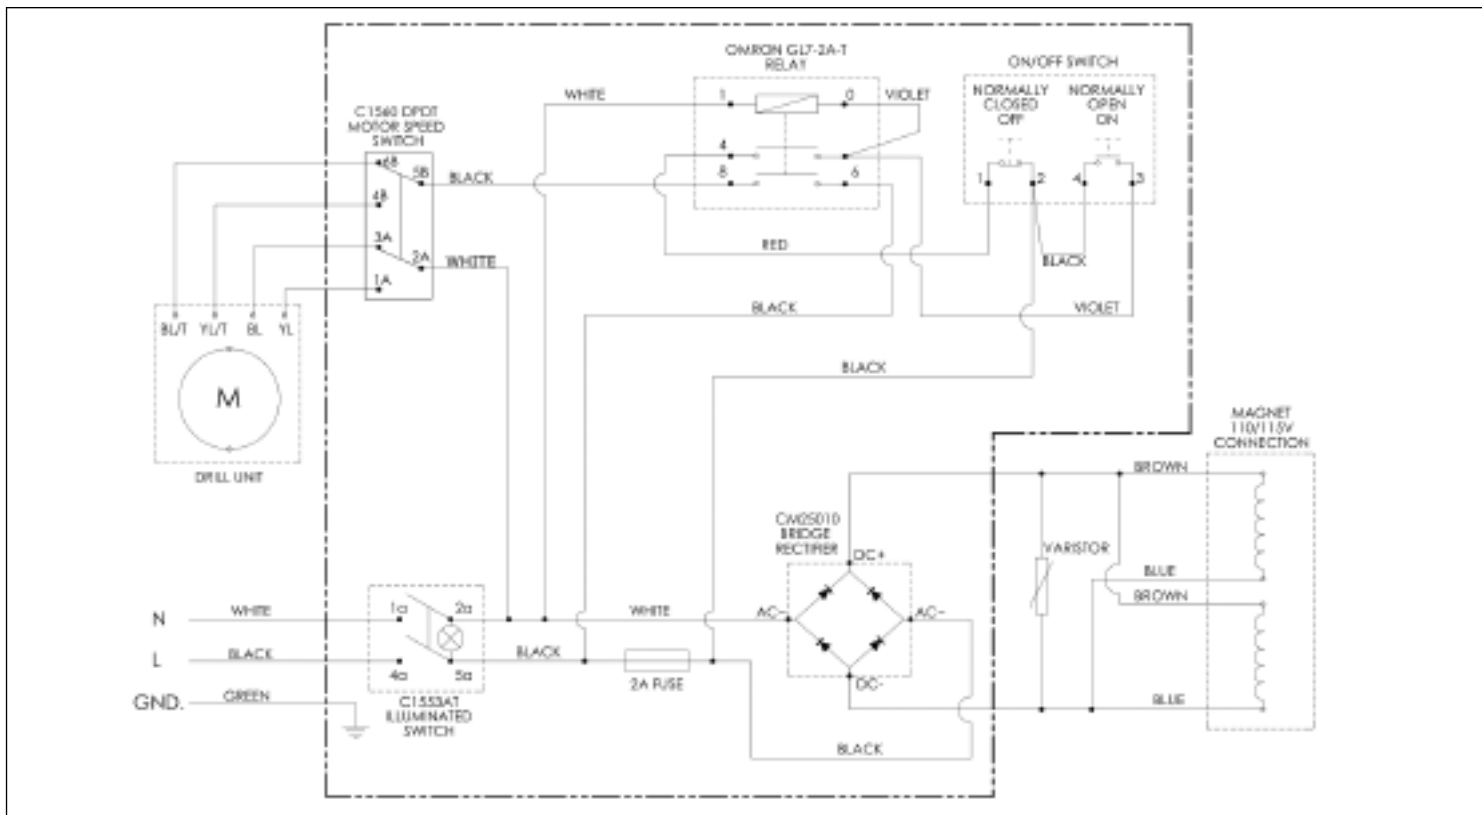 OMRON GL7-2A-T
RELAY
ON/OFF SWITCH
NORMALLY
CLOSED
OFF
NORMALLY
OPEN
ON
WHITE
1
0
VIOLET
C1560 DPDT
MOTOR SPEED
SWITCH
6B
5B
BLACK
4
8
6
1
2
4
3
4B
3A
2A
WHITE
1A
RED
BLACK
BLACK
VIOLET
BL/T
YL/T
BL
YL
M
DRILL UNIT
BLACK
MAGNET
110/115V
CONNECTION
BROWN
CM25010
BRIDGE
RECTIFIER
DC+
VARISTOR
BLUE
BROWN
N
WHITE
1a
2a
WHITE
AC~
AC~
L
BLACK
BLACK
4a
5a
2A FUSE
DC-
BLUE
GND.
GREEN
C1553AT
ILLUMINATED
SWITCH
BLACK